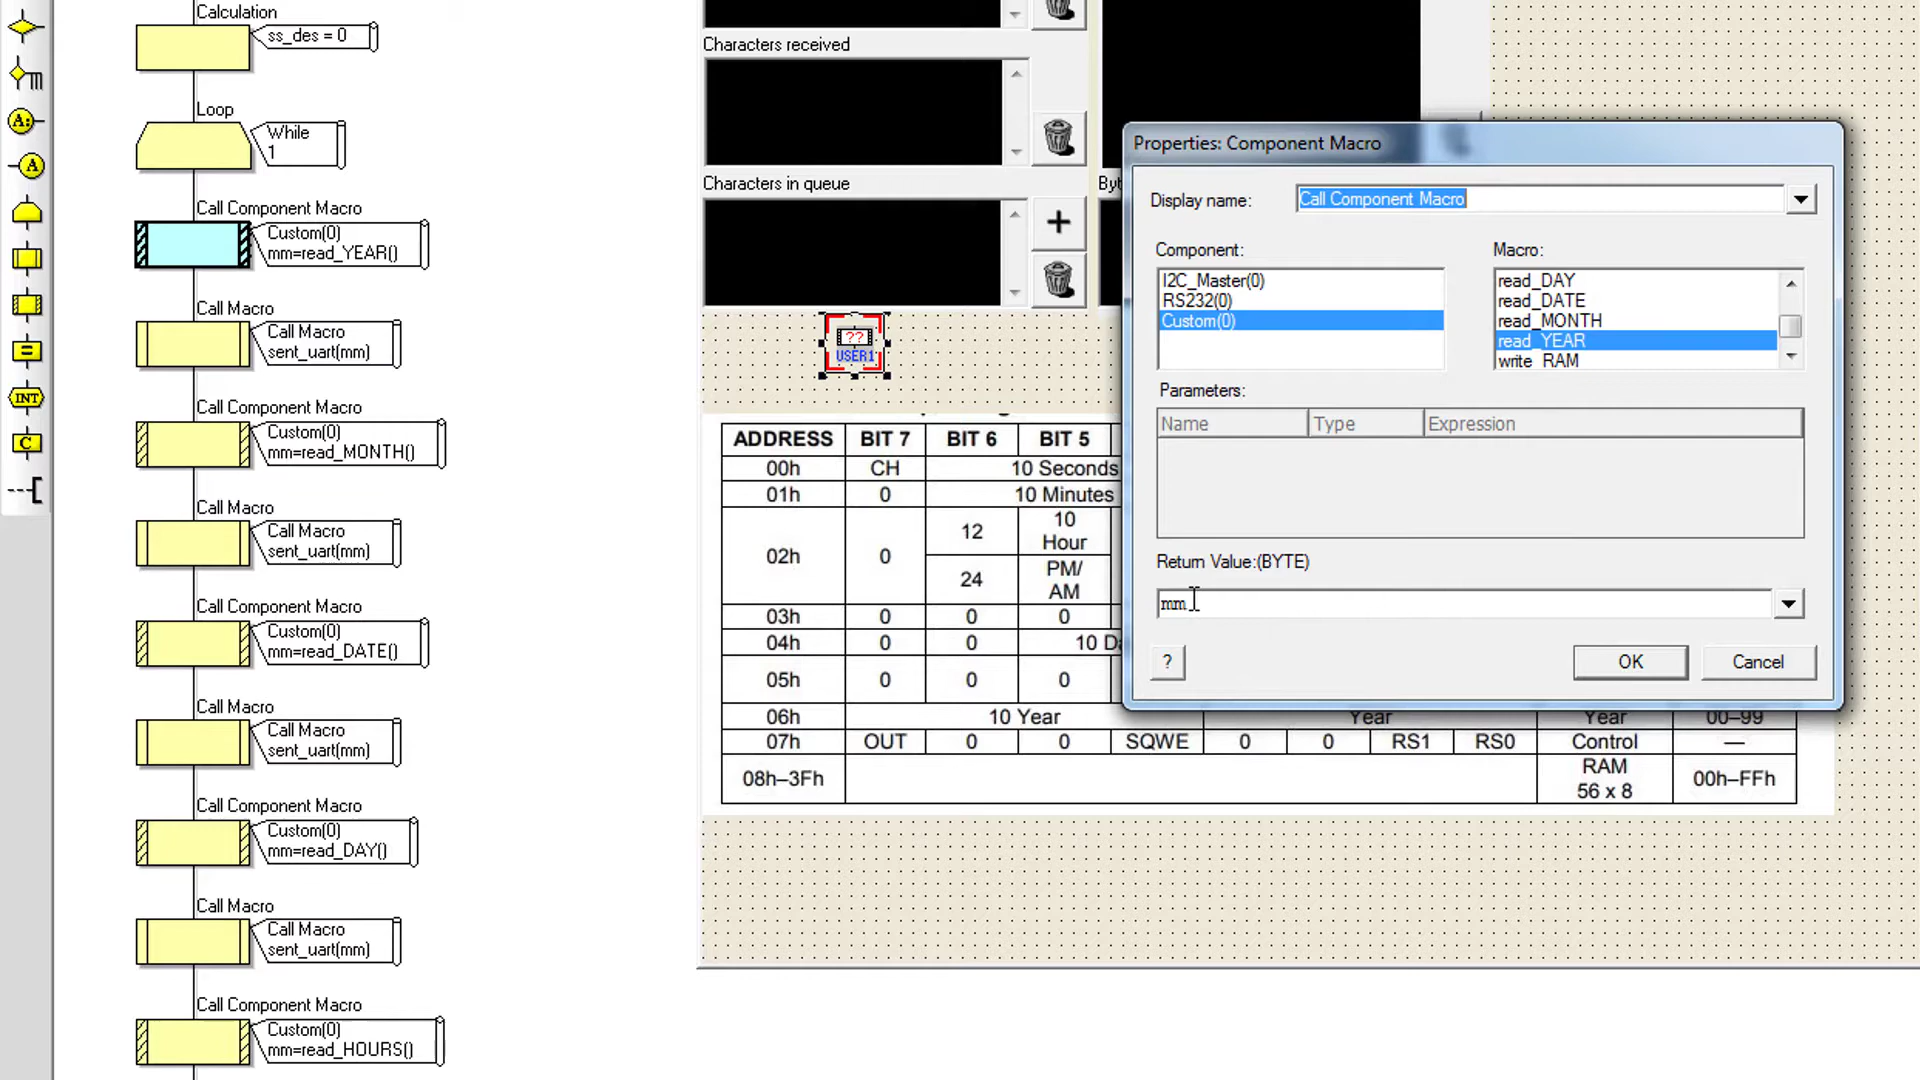 Calculation
ss_des = 0
Loop
While
1
Call Component Macro
Custom(0)
mm=read_YEAR()
Call Macro
Call Macro
sent_uart(mm)
Call Component Macro
Custom(0)
mm=read_MONTH()
Call Macro
Call Macro
sent_uart(mm)
Call Component Macro
Custom(0)
mm=read_DATE()
Call Macro
Call Macro
sent_uart(mm)
Call Component Macro
Custom(0)
mm=read_DAY()
Call Macro
Call Macro
sent_uart(mm)
Call Component Macro
Custom(0)
mm=read_HOURS()
A:
A
INT
C
Characters received
Characters in queue
By
+
??
USER1
Properties: Component Macro
Display name: Call Component Macro
Component: Macro:
I2C_Master(0)
RS232(0)
Custom(0)
read_DAY
read_DATE
read_MONTH
read_YEAR
write_RAM
Parameters:
Name Type Expression
Return Value:(BYTE)
mm
? OK Cancel
ADDRESS BIT 7 BIT 6 BIT 5
00h CH 10 Seconds
01h 0 10 Minutes
02h 0 12 10 Hour
24 PM/AM
03h 0 0 0
04h 0 0 10 Da
05h 0 0 0
06h 10 Year Year Year 00–99
07h OUT 0 0 SQWE 0 0 RS1 RS0 Control —
08h–3Fh RAM 56 x 8 00h–FFh